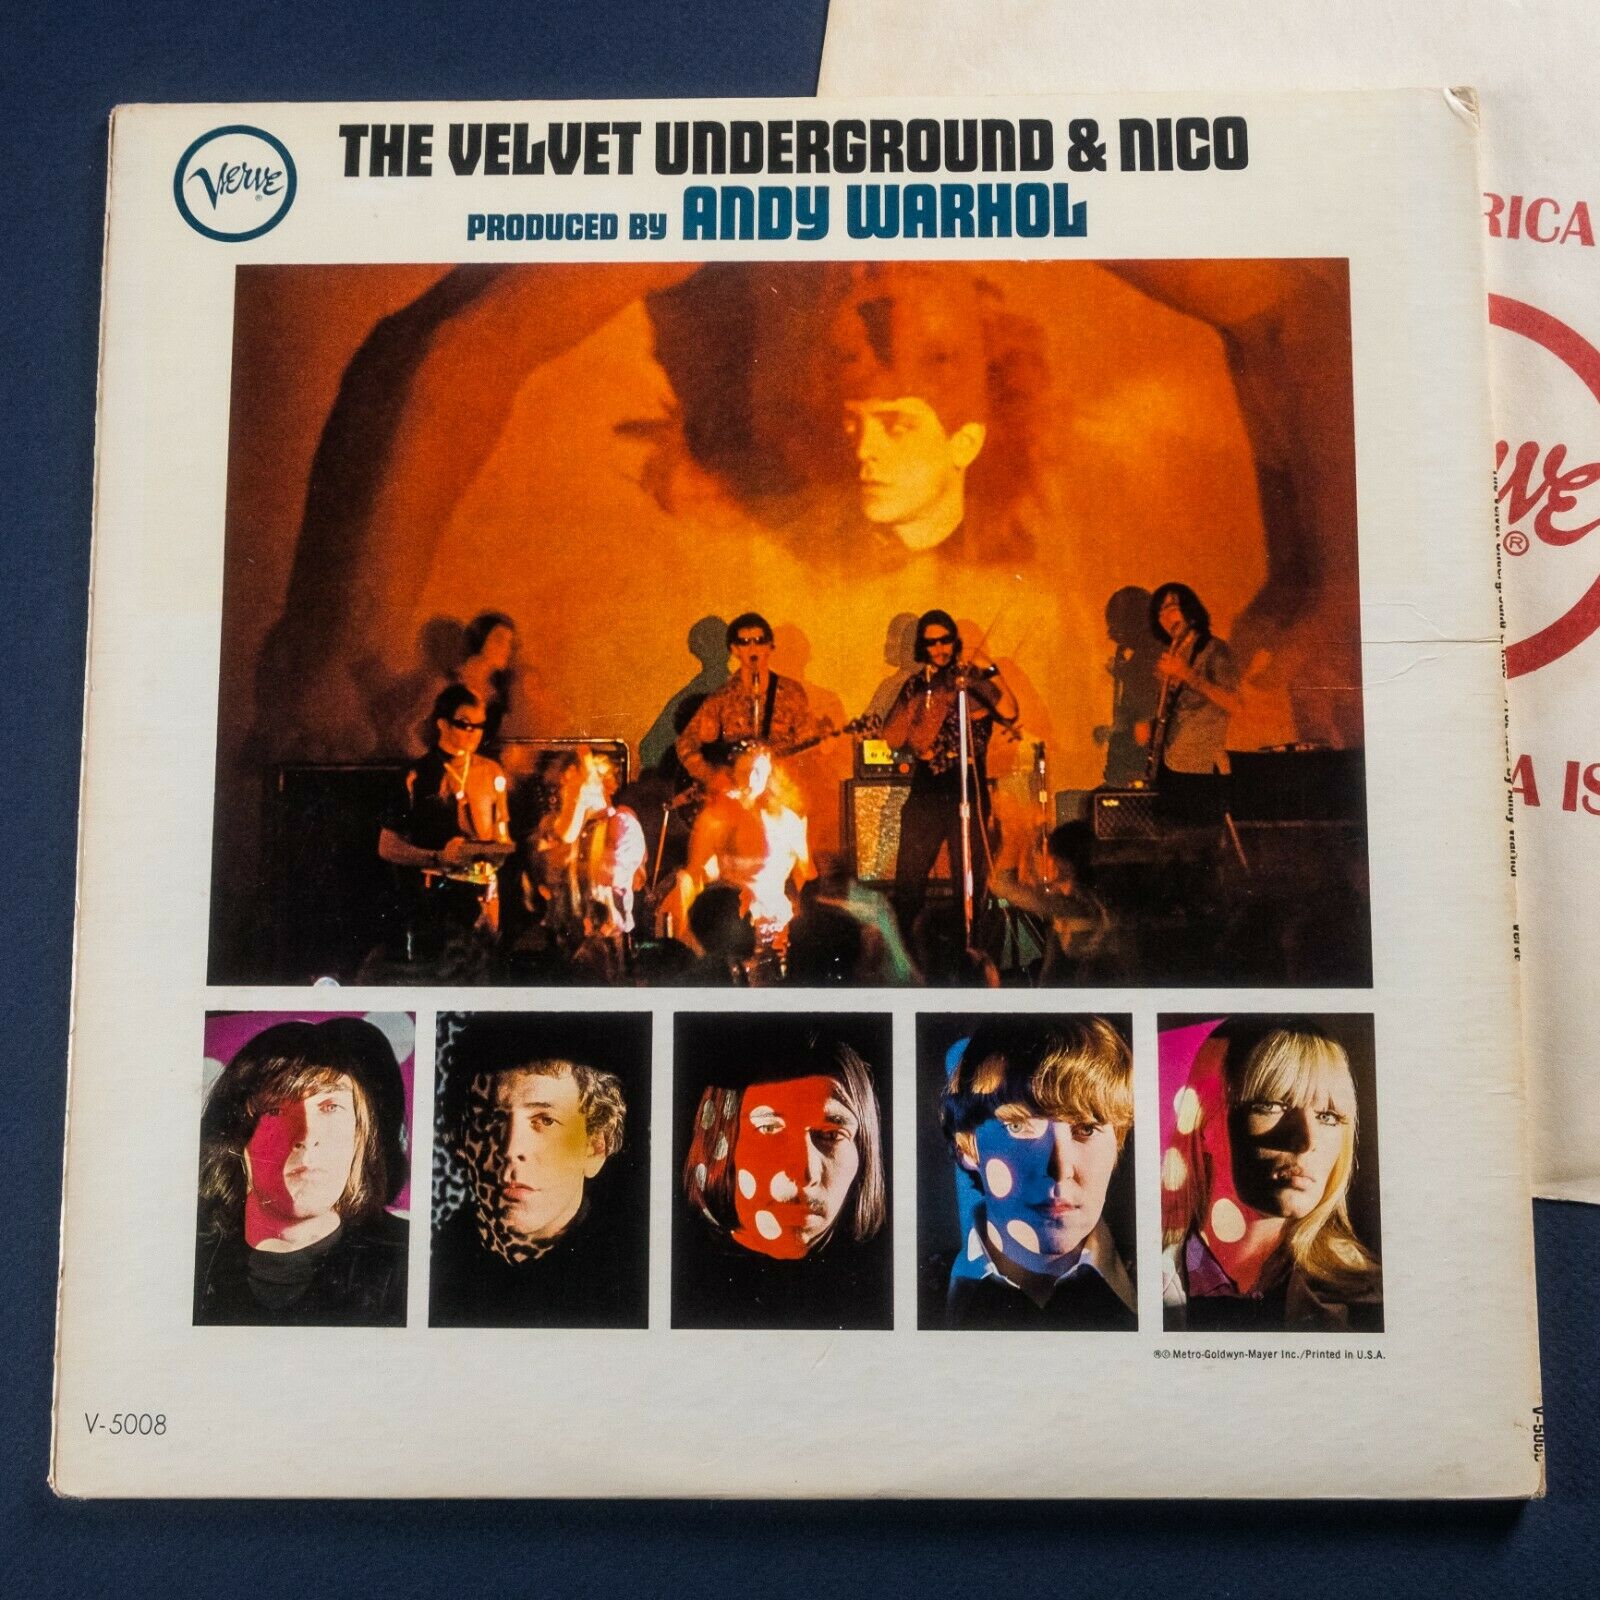 Verve®
THE VELVET UNDERGROUND & NICO
PRODUCED BY ANDY WARHOL
℗© Metro-Goldwyn-Mayer Inc./Printed in U.S.A.
V-5008
RICA
®
A IS
Verve